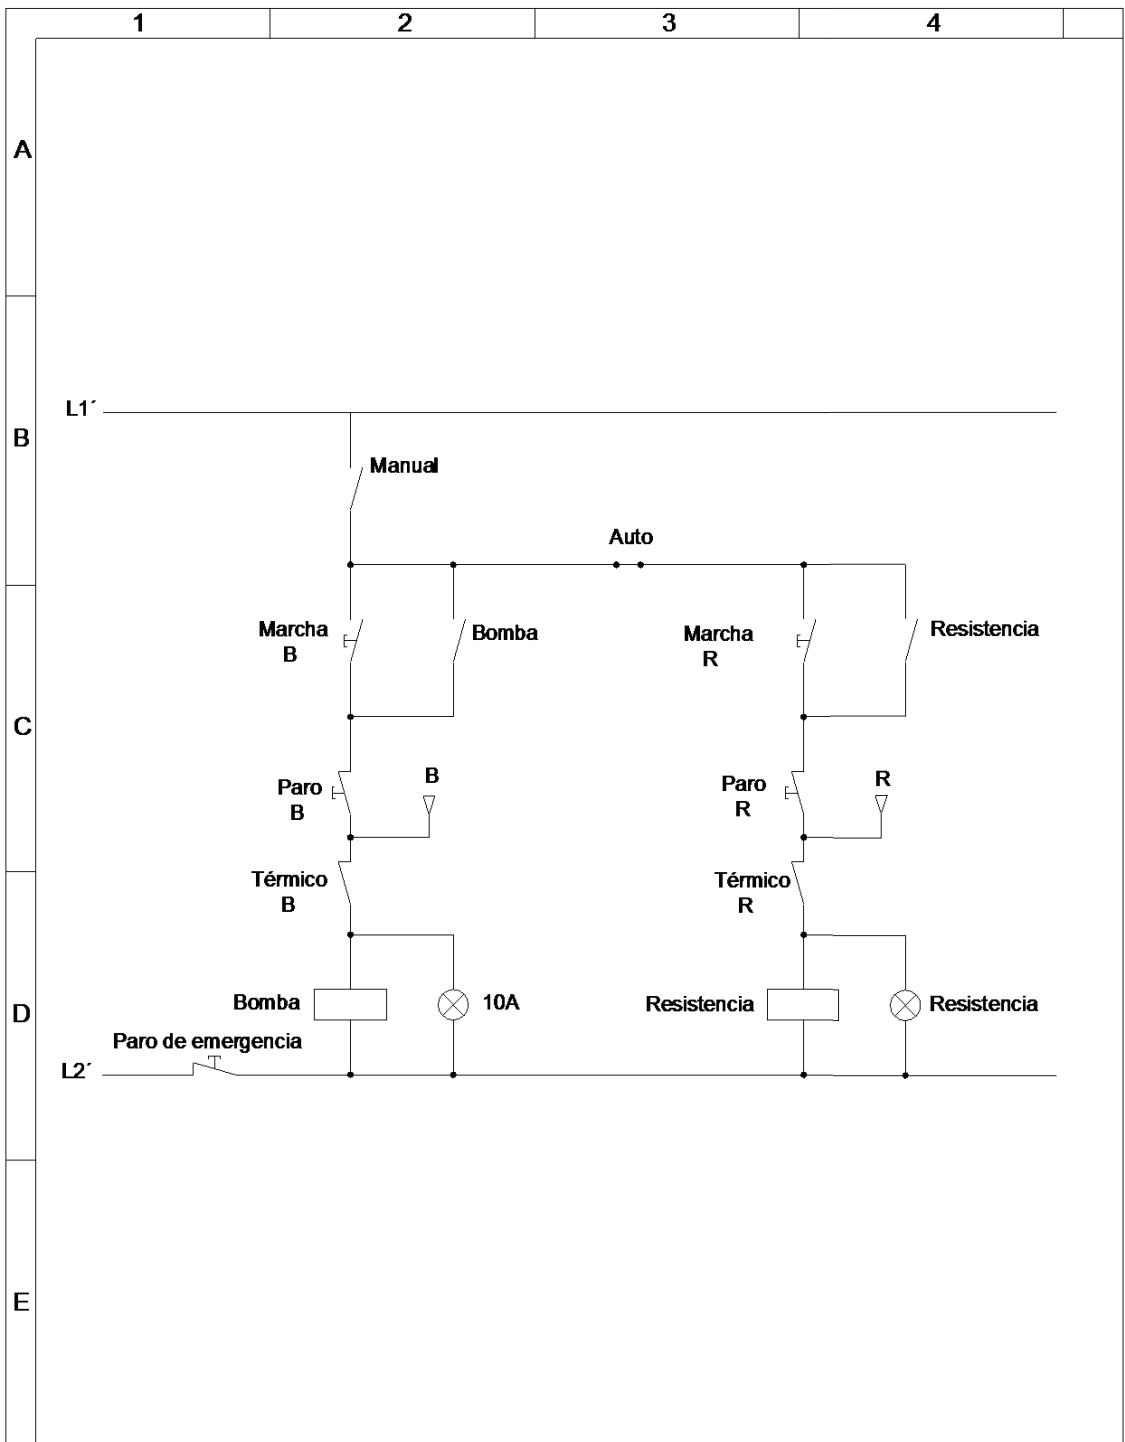 1 2 3 4
A
B
C
D
E
L1´
Manual
Auto
Marcha
B
Bomba
Marcha
R
Resistencia
Paro
B
B
Paro
R
R
Térmico
B
Térmico
R
Bomba
10A
Resistencia
Resistencia
Paro de emergencia
L2´